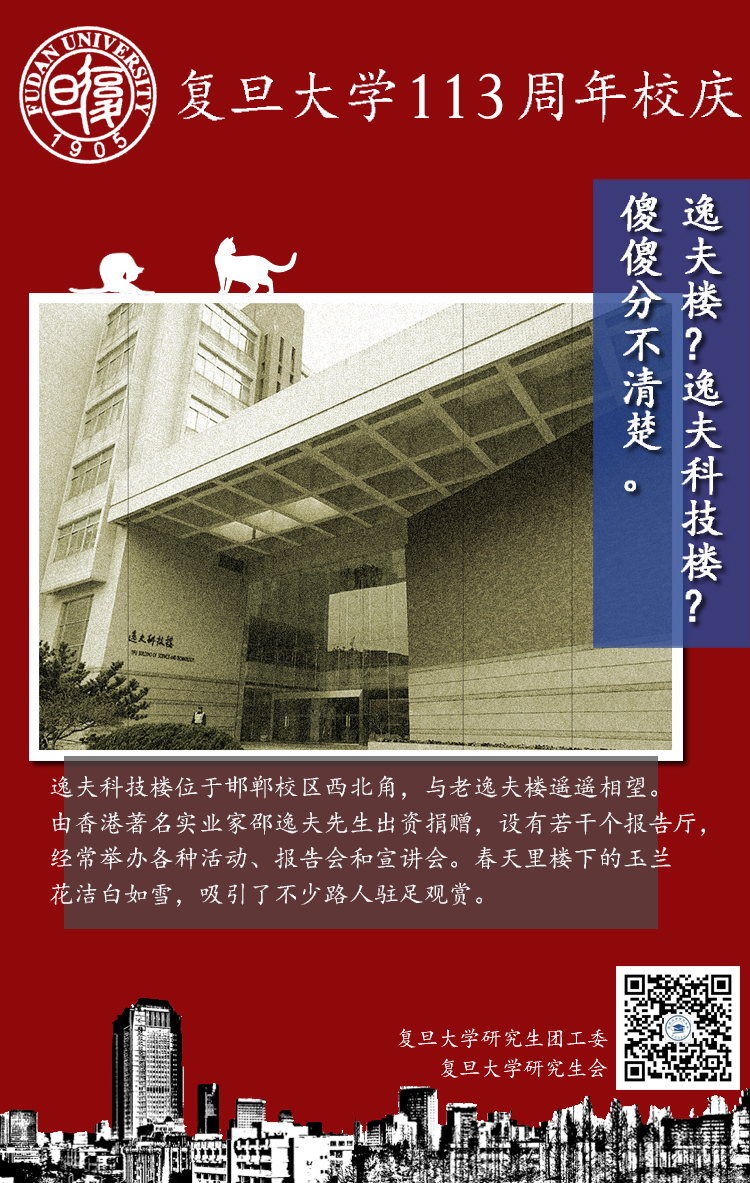 FUDAN UNIVERSITY
1905
复旦大学113周年校庆
逸夫楼?逸夫科技楼?
傻傻分不清楚。
逸夫科技楼
逸夫科技楼位于邯郸校区西北角，与老逸夫楼遥遥相望。
由香港著名实业家邵逸夫先生出资捐赠，设有若干个报告厅，
经常举办各种活动、报告会和宣讲会。春天里楼下的玉兰
花洁白如雪，吸引了不少路人驻足观赏。
复旦大学研究生团工委
复旦大学研究生会